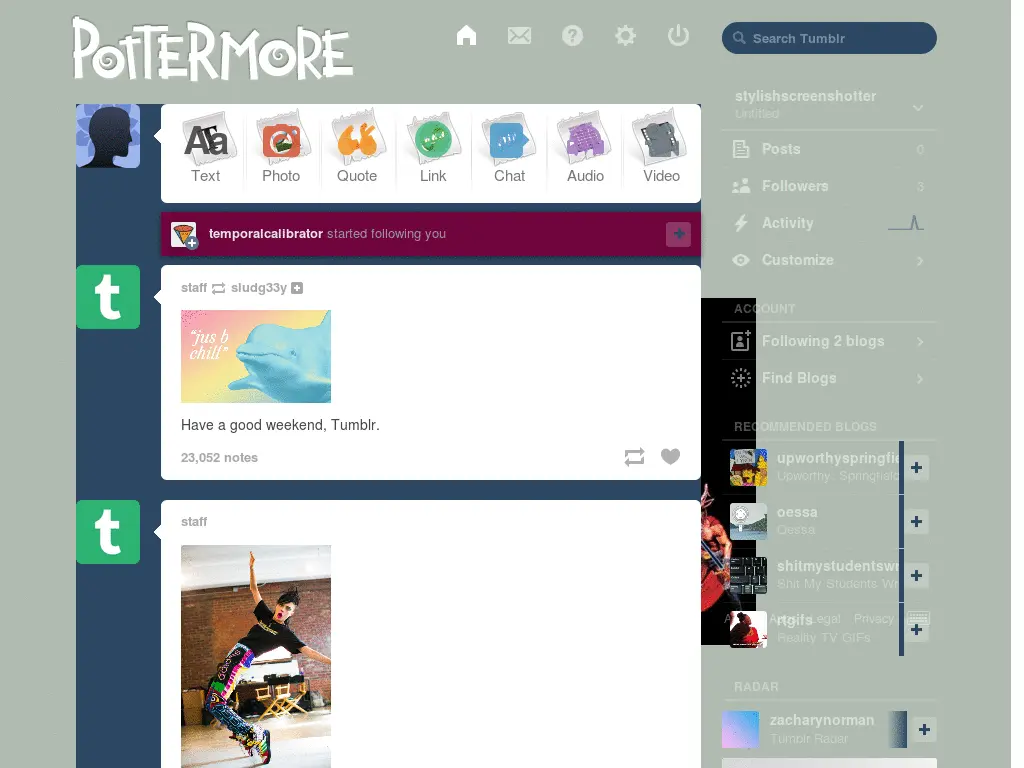 POTTERMORE
Search Tumblr
stylishscreenshotter
Untitled
Text
Photo
Quote
Link
Chat
Audio
Video
Posts 0
Followers 3
Activity
Customize
temporalcalibrator started following you
staff sludg33y
"jus b
chill"
Have a good weekend, Tumblr.
23,052 notes
staff
ACCOUNT
Following 2 blogs
Find Blogs
RECOMMENDED BLOGS
upworthyspringfie
Upworthy: Springfield
oessa
Oessa
shitmystudentswr
Shit My Students Wr
Legal Privacy
rtgifs
Reality TV GIFs
RADAR
zacharynorman
Tumblr Radar